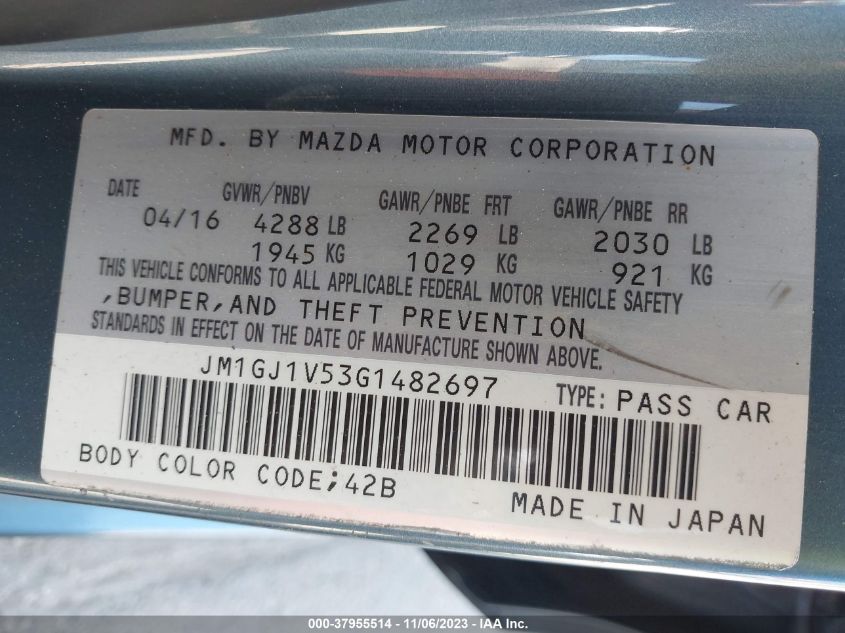 MFD. BY MAZDA MOTOR CORPORATION
DATE GVWR/PNBV GAWR/PNBE FRT GAWR/PNBE RR
04/16 4288 LB 2269 LB 2030 LB
1945 KG 1029 KG 921 KG
THIS VEHICLE CONFORMS TO ALL APPLICABLE FEDERAL MOTOR VEHICLE SAFETY
,BUMPER,AND THEFT PREVENTION
STANDARDS IN EFFECT ON THE DATE OF MANUFACTURE SHOWN ABOVE.
JM1GJ1V53G1482697 TYPE: PASS CAR
BODY COLOR CODE;42B
MADE IN JAPAN
000-37955514 - 11/06/2023 - IAA Inc.